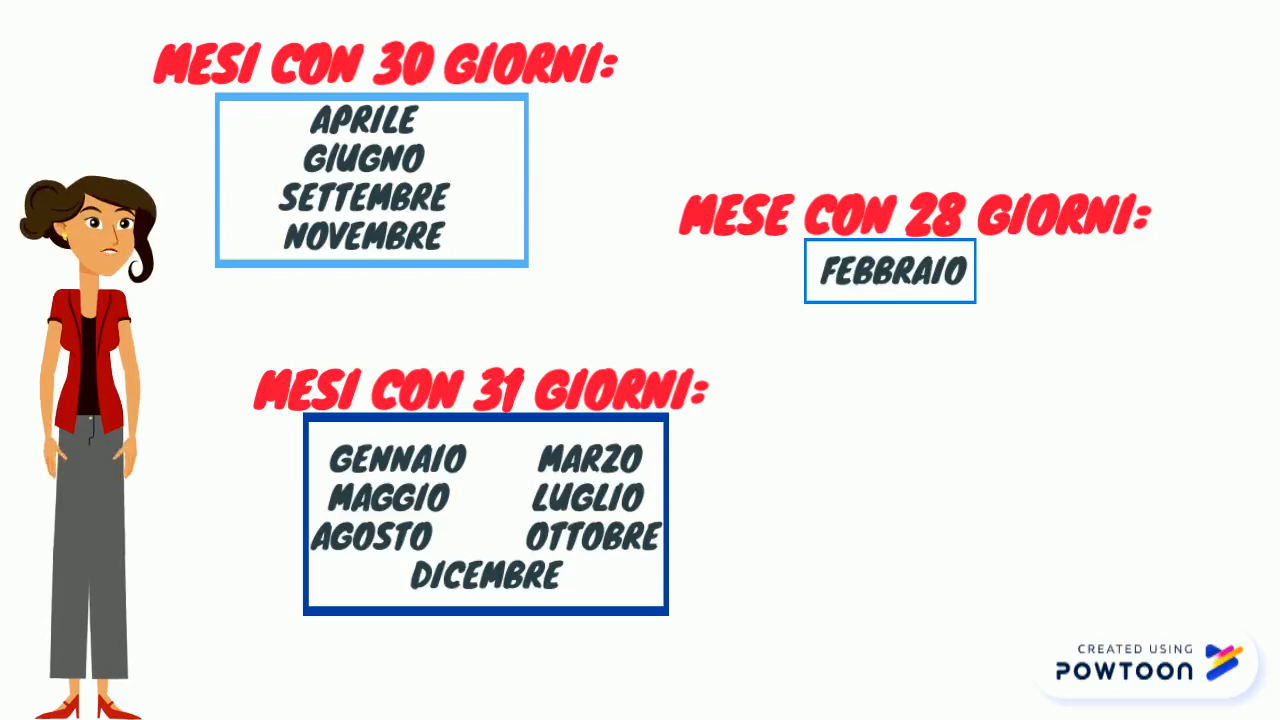 MESI CON 30 GIORNI:
APRILE
GIUGNO
SETTEMBRE
NOVEMBRE
MESE CON 28 GIORNI:
FEBBRAIO
MESI CON 31 GIORNI:
GENNAIO MARZO
MAGGIO LUGLIO
AGOSTO OTTOBRE
DICEMBRE
CREATED USING
POWTOON